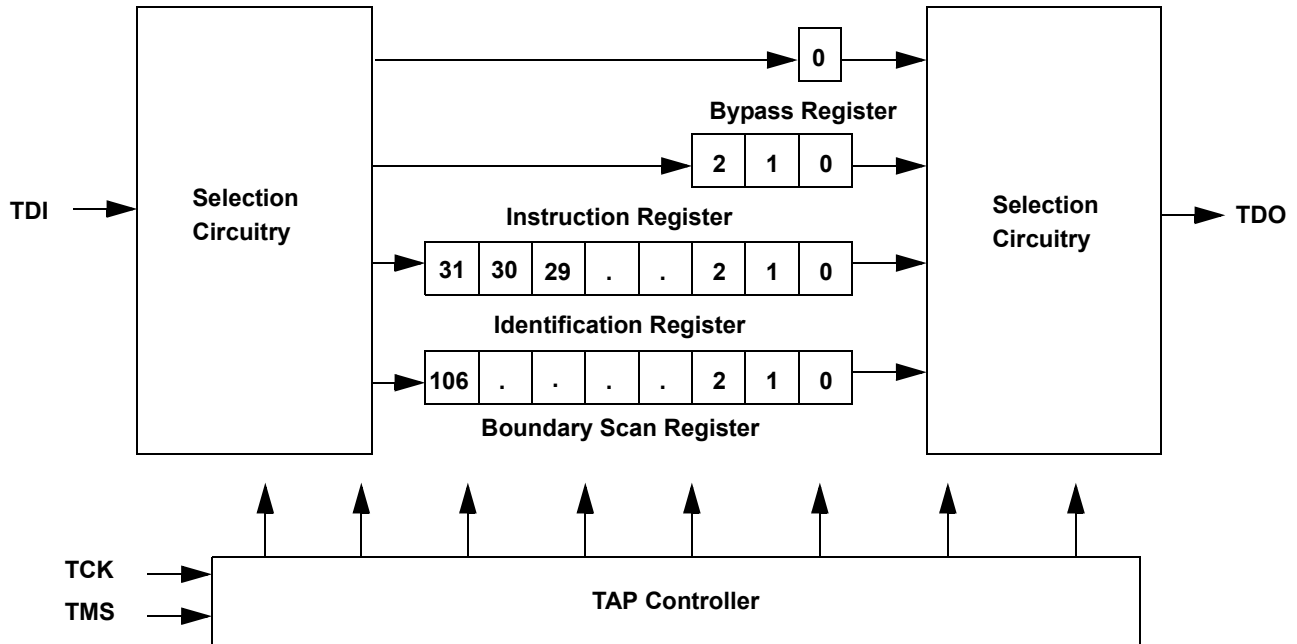 0
Bypass Register
2 1 0
TDI
Selection
Circuitry
Instruction Register
31 30 29 . . 2 1 0
Identification Register
106 . . . . 2 1 0
Boundary Scan Register
Selection
Circuitry
TDO
TCK
TMS
TAP Controller